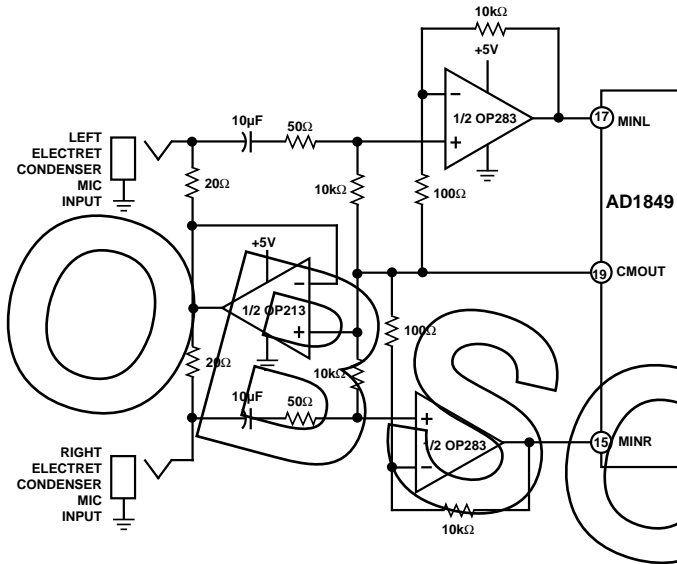 10kΩ
+5V
10µF
50Ω
1/2 OP283
17
MINL
LEFT
ELECTRET
CONDENSER
MIC
INPUT
20Ω
10kΩ
100Ω
AD1849
+5V
19
CMOUT
1/2 OP213
100Ω
20Ω
10kΩ
10µF
50Ω
1/2 OP283
15
MINR
RIGHT
ELECTRET
CONDENSER
MIC
INPUT
10kΩ
OBSO